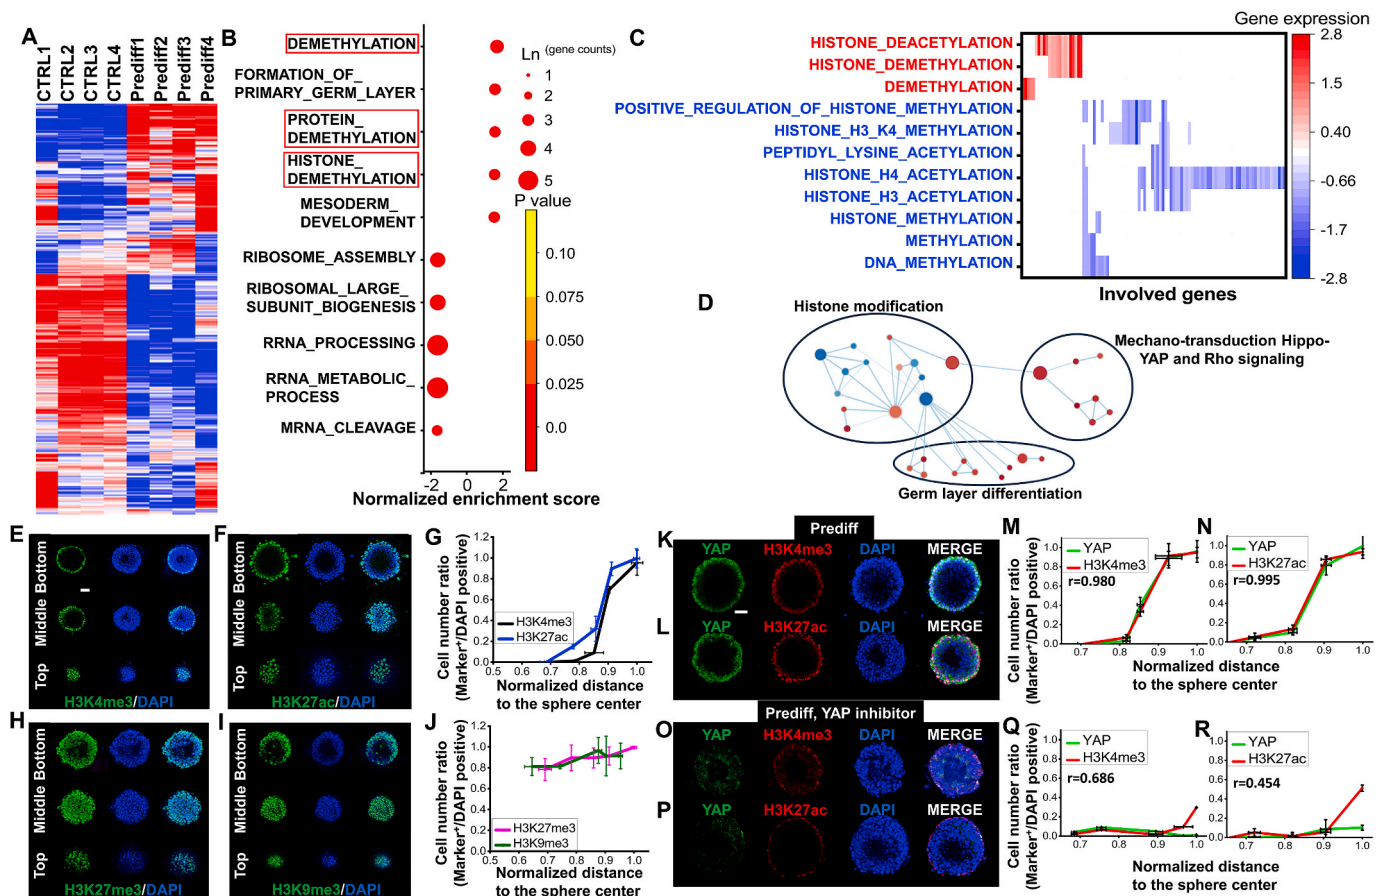 A
CTRL1
CTRL2
CTRL3
CTRL4
Prediff1
Prediff2
Prediff3
Prediff4
B
DEMETHYLATION
FORMATION_OF_
PRIMARY_GERM_LAYER
PROTEIN_
DEMETHYLATION
HISTONE_
DEMETHYLATION
MESODERM_
DEVELOPMENT
RIBOSOME_ASSEMBLY
RIBOSOMAL_LARGE_
SUBUNIT_BIOGENESIS
RRNA_PROCESSING
RRNA_METABOLIC_
PROCESS
MRNA_CLEAVAGE
-2 0 2
Normalized enrichment score
Ln (gene counts)
1
2
3
4
5
P value
0.10
0.075
0.050
0.025
0.0
C
HISTONE_DEACETYLATION
HISTONE_DEMETHYLATION
DEMETHYLATION
POSITIVE_REGULATION_OF_HISTONE_METHYLATION
HISTONE_H3_K4_METHYLATION
PEPTIDYL_LYSINE_ACETYLATION
HISTONE_H4_ACETYLATION
HISTONE_H3_ACETYLATION
HISTONE_METHYLATION
METHYLATION
DNA_METHYLATION
Involved genes
Gene expression
2.8
1.5
0.40
-0.66
-1.7
-2.8
D
Histone modification
Mechano-transduction Hippo-
YAP and Rho signaling
Germ layer differentiation
E
Bottom
Middle
Top
H3K4me3/DAPI
F
Bottom
Middle
Top
H3K27ac/DAPI
G
Cell number ratio
(Marker⁺/DAPI positive)
1.2
1.0
0.8
0.6
0.4
0.2
0.0
H3K4me3
H3K27ac
0.5 0.6 0.7 0.8 0.9 1.0
Normalized distance
to the sphere center
H
Bottom
Middle
Top
H3K27me3/DAPI
I
Bottom
Middle
Top
H3K9me3/DAPI
J
Cell number ratio
(Marker⁺/DAPI positive)
1.2
1.0
0.8
0.6
0.4
0.2
0.0
H3K27me3
H3K9me3
0.5 0.6 0.7 0.8 0.9 1.0
Normalized distance
to the sphere center
Prediff
K
YAP H3K4me3 DAPI MERGE
L
YAP H3K27ac DAPI MERGE
M
Cell number ratio
(Marker⁺/DAPI positive)
1.0
0.8
0.6
0.4
0.2
0.0
YAP
H3K4me3
r=0.980
0.7 0.8 0.9 1.0
Normalized distance
to the sphere center
N
1.0
0.8
0.6
0.4
0.2
0.0
YAP
H3K27ac
r=0.995
0.7 0.8 0.9 1.0
Normalized distance
to the sphere center
Prediff, YAP inhibitor
O
YAP H3K4me3 DAPI MERGE
P
YAP H3K27ac DAPI MERGE
Q
Cell number ratio
(Marker⁺/DAPI positive)
1.0
0.8
0.6
0.4
0.2
0.0
YAP
H3K4me3
r=0.686
0.7 0.8 0.9 1.0
Normalized distance
to the sphere center
R
1.0
0.8
0.6
0.4
0.2
0.0
YAP
H3K27ac
r=0.454
0.7 0.8 0.9 1.0
Normalized distance
to the sphere center